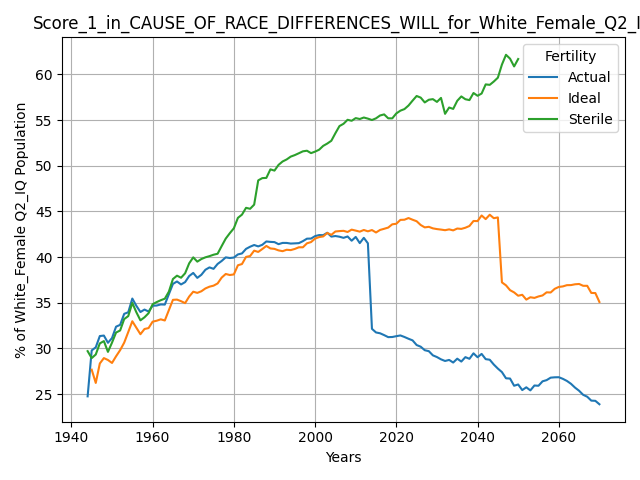 Score_1_in_CAUSE_OF_RACE_DIFFERENCES_WILL_for_White_Female_Q2_I
% of White_Female Q2_IQ Population
60
55
50
45
40
35
30
25
Fertility
Actual
Ideal
Sterile
1940 1960 1980 2000 2020 2040 2060
Years